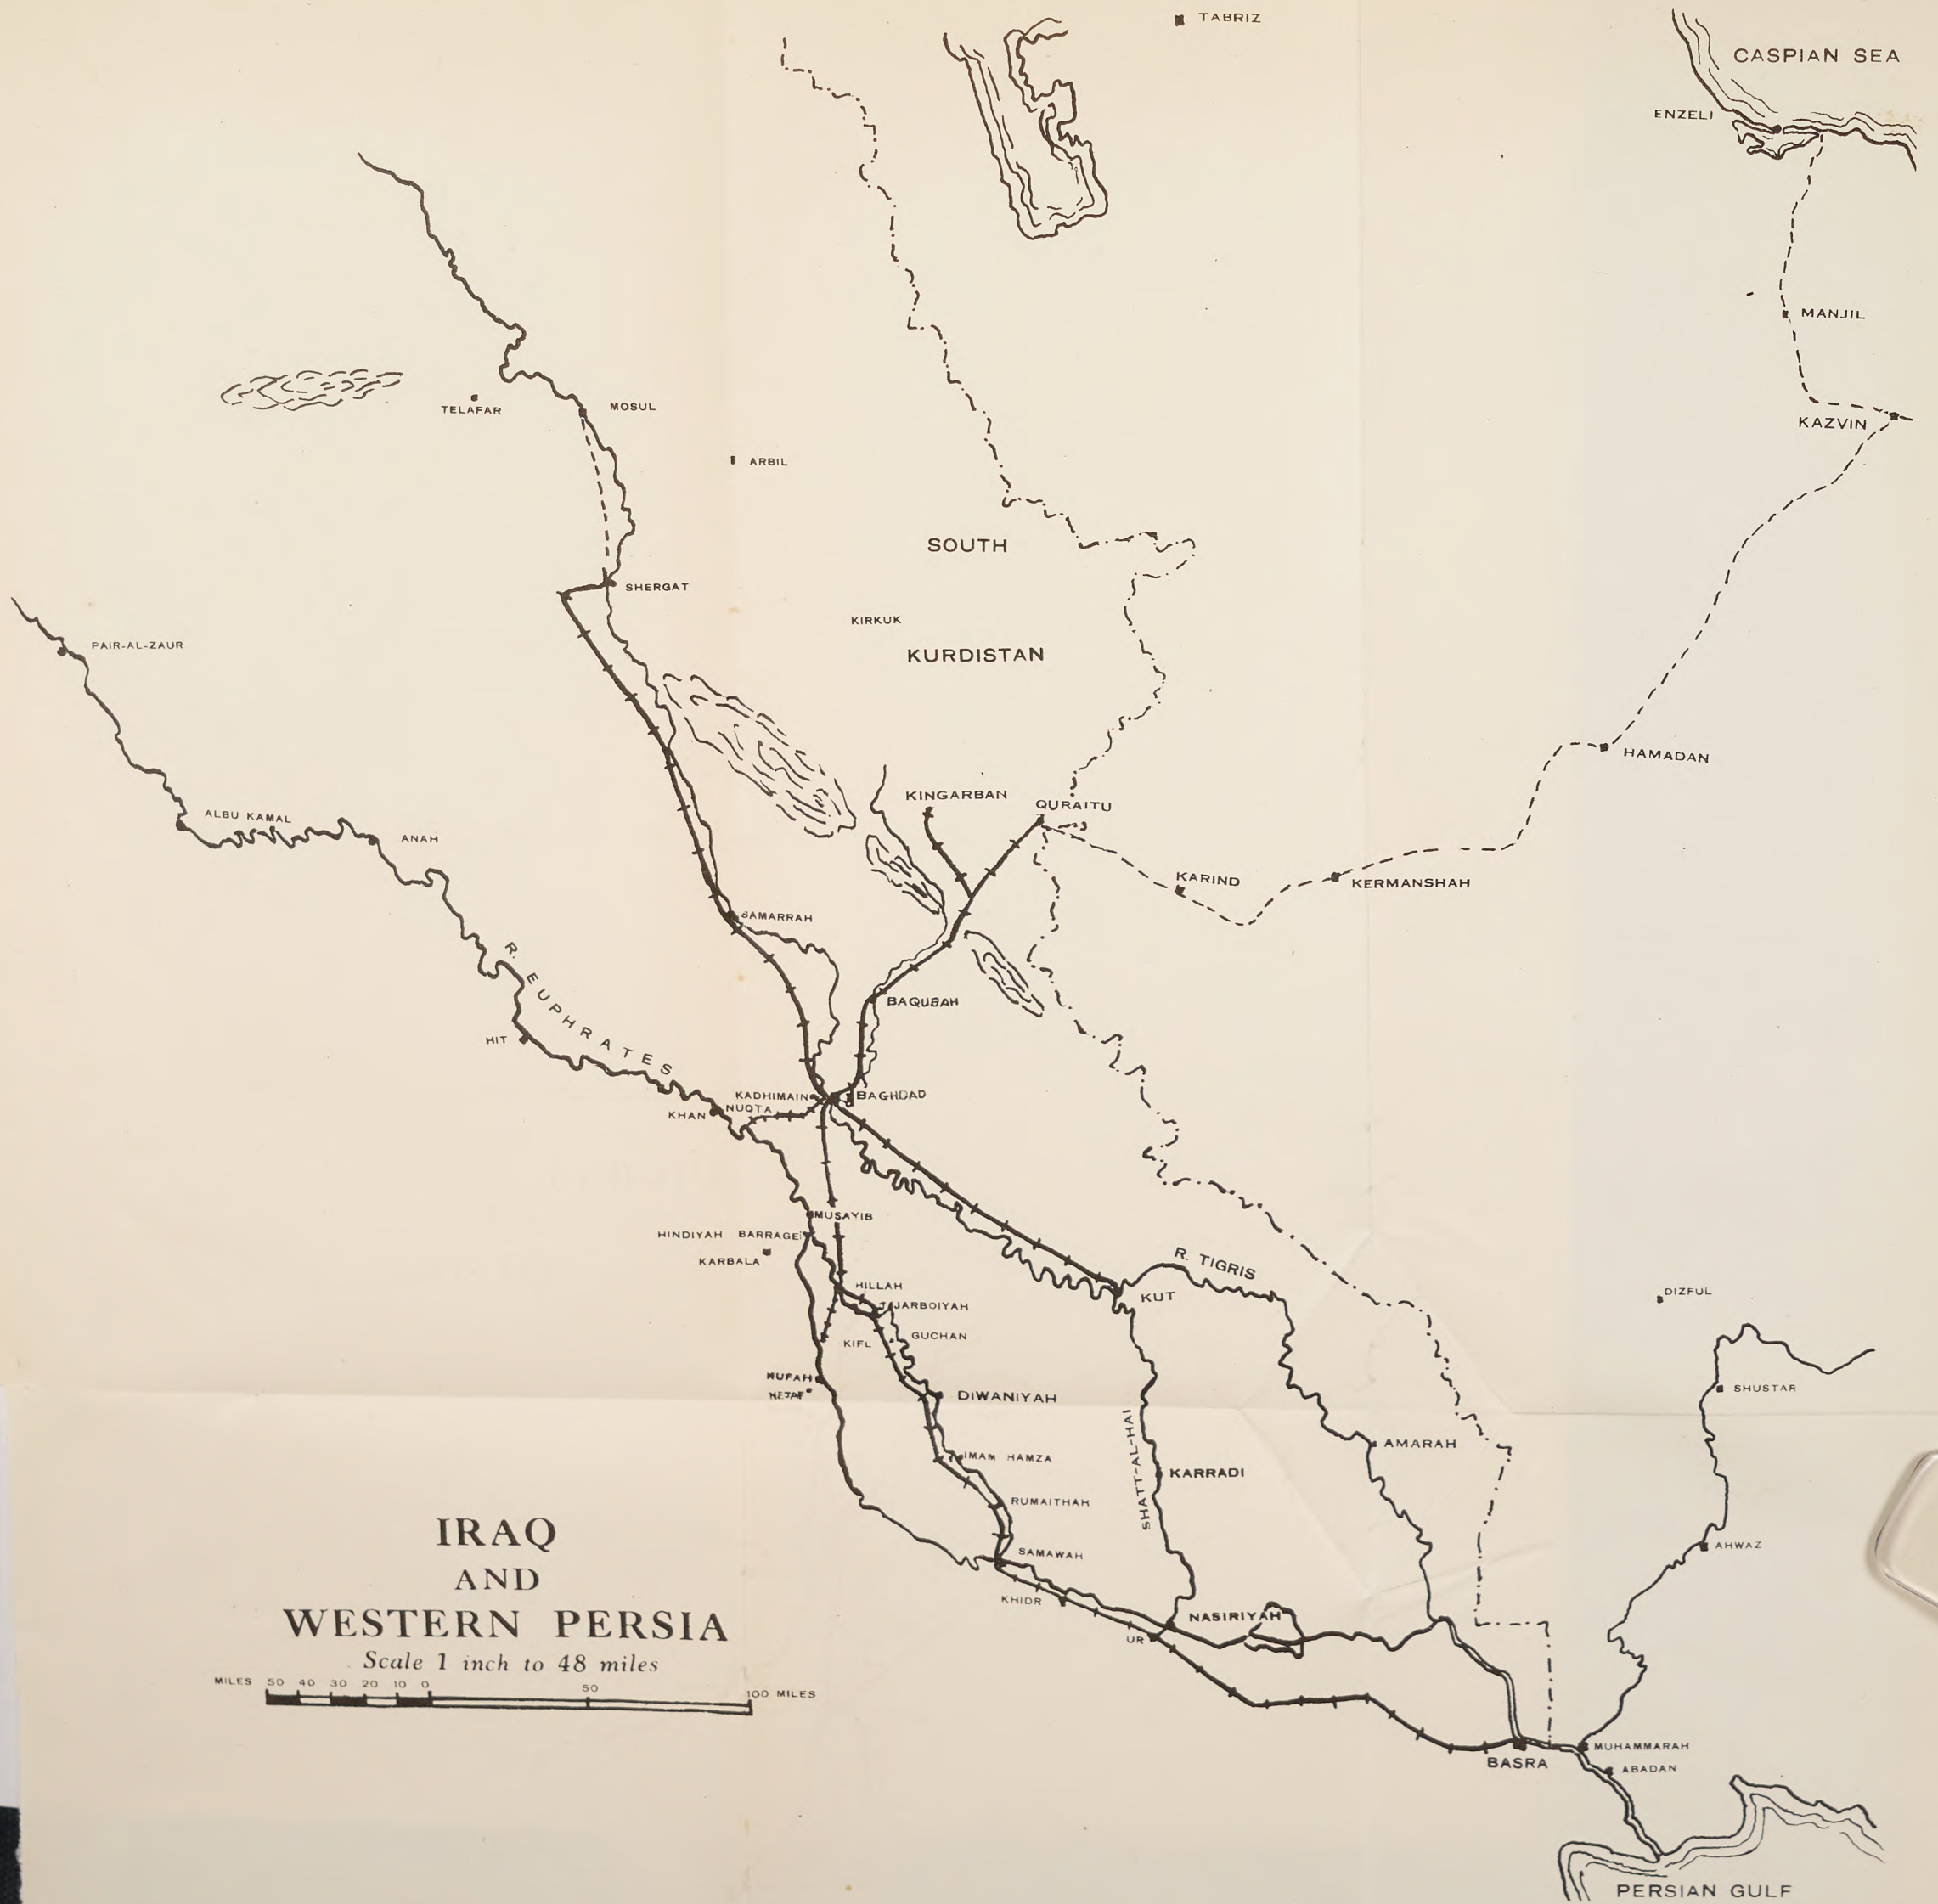 TABRIZ
CASPIAN SEA
ENZELI
MANJIL
KAZVIN
TELAFAR
MOSUL
ARBIL
SOUTH
KURDISTAN
SHERGAT
KIRKUK
PAIR-AL-ZAUR
HAMADAN
ALBU KAMAL
ANAH
KINGARBAN
QURAITU
KARIND
KERMANSHAH
SAMARRAH
R. EUPHRATES
BAQUBAH
HIT
KADHIMAIN
BAGHDAD
KHAN NUQTA
MUSAYIB
HINDIYAH BARRAGE
KARBALA
R. TIGRIS
KUT
HILLAH
JARBOIYAH
GUCHAN
KIFL
DIZFUL
NEJAF
DIWANIYAH
SHUSTAR
SHATT-AL-HAI
AMARAH
IMAM HAMZA
KARRADI
RUMAITHAH
SAMAWAH
AHWAZ
KHIDR
NASIRIYAH
UR
IRAQ
AND
WESTERN PERSIA
Scale 1 inch to 48 miles
MILES 50 40 30 20 10 0 50 100 MILES
BASRA
MUHAMMARAH
ABADAN
PERSIAN GULF